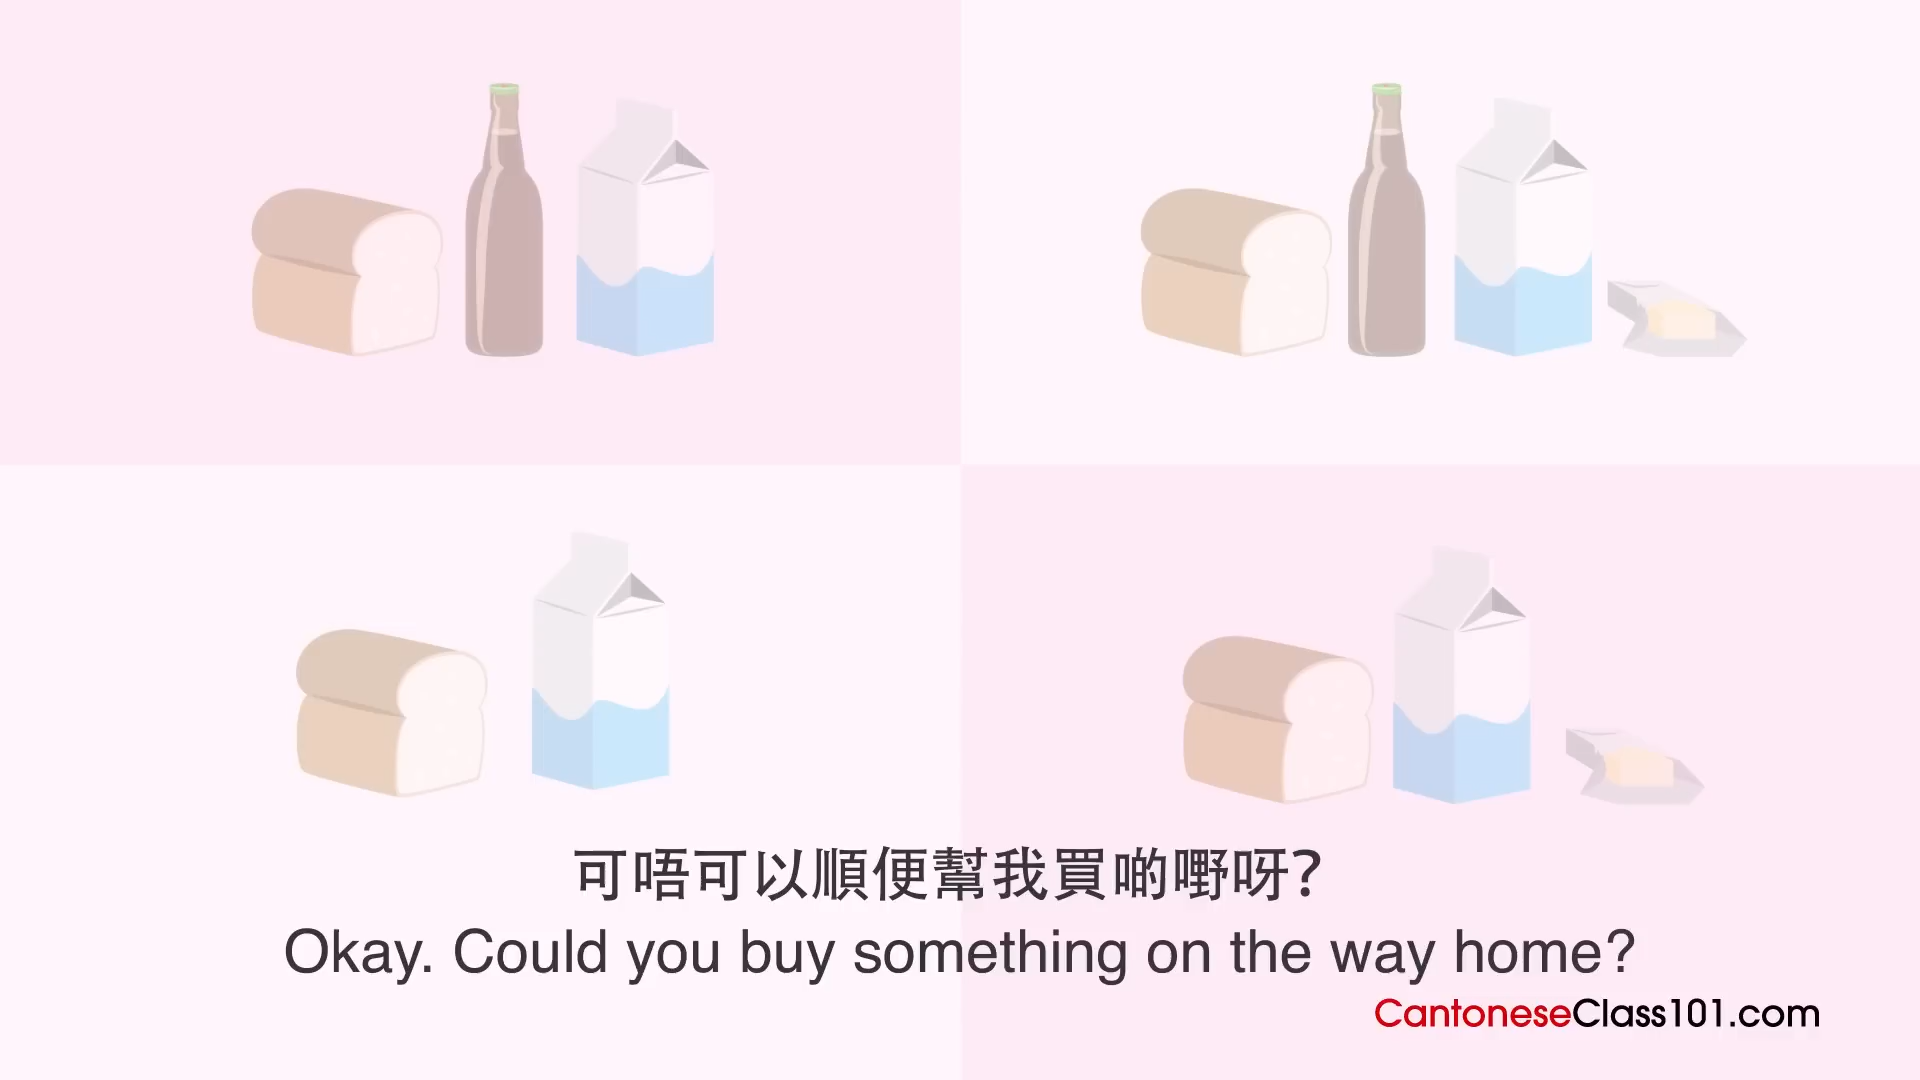 可唔可以順便幫我買啲嘢呀?
Okay. Could you buy something on the way home?
CantoneseClass101.com